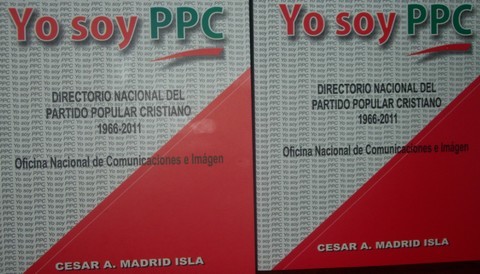 Yo soy PPC
DIRECTORIO NACIONAL DEL
PARTIDO POPULAR CRISTIANO
1966-2011
Oficina Nacional de Comunicaciones e Imágen
CESAR A. MADRID ISLA
Yo soy PPC
DIRECTORIO NACIONAL DEL
PARTIDO POPULAR CRISTIANO
1966-2011
Oficina Nacional de Comunicaciones e Imágen
CESAR A. MADRID ISLA